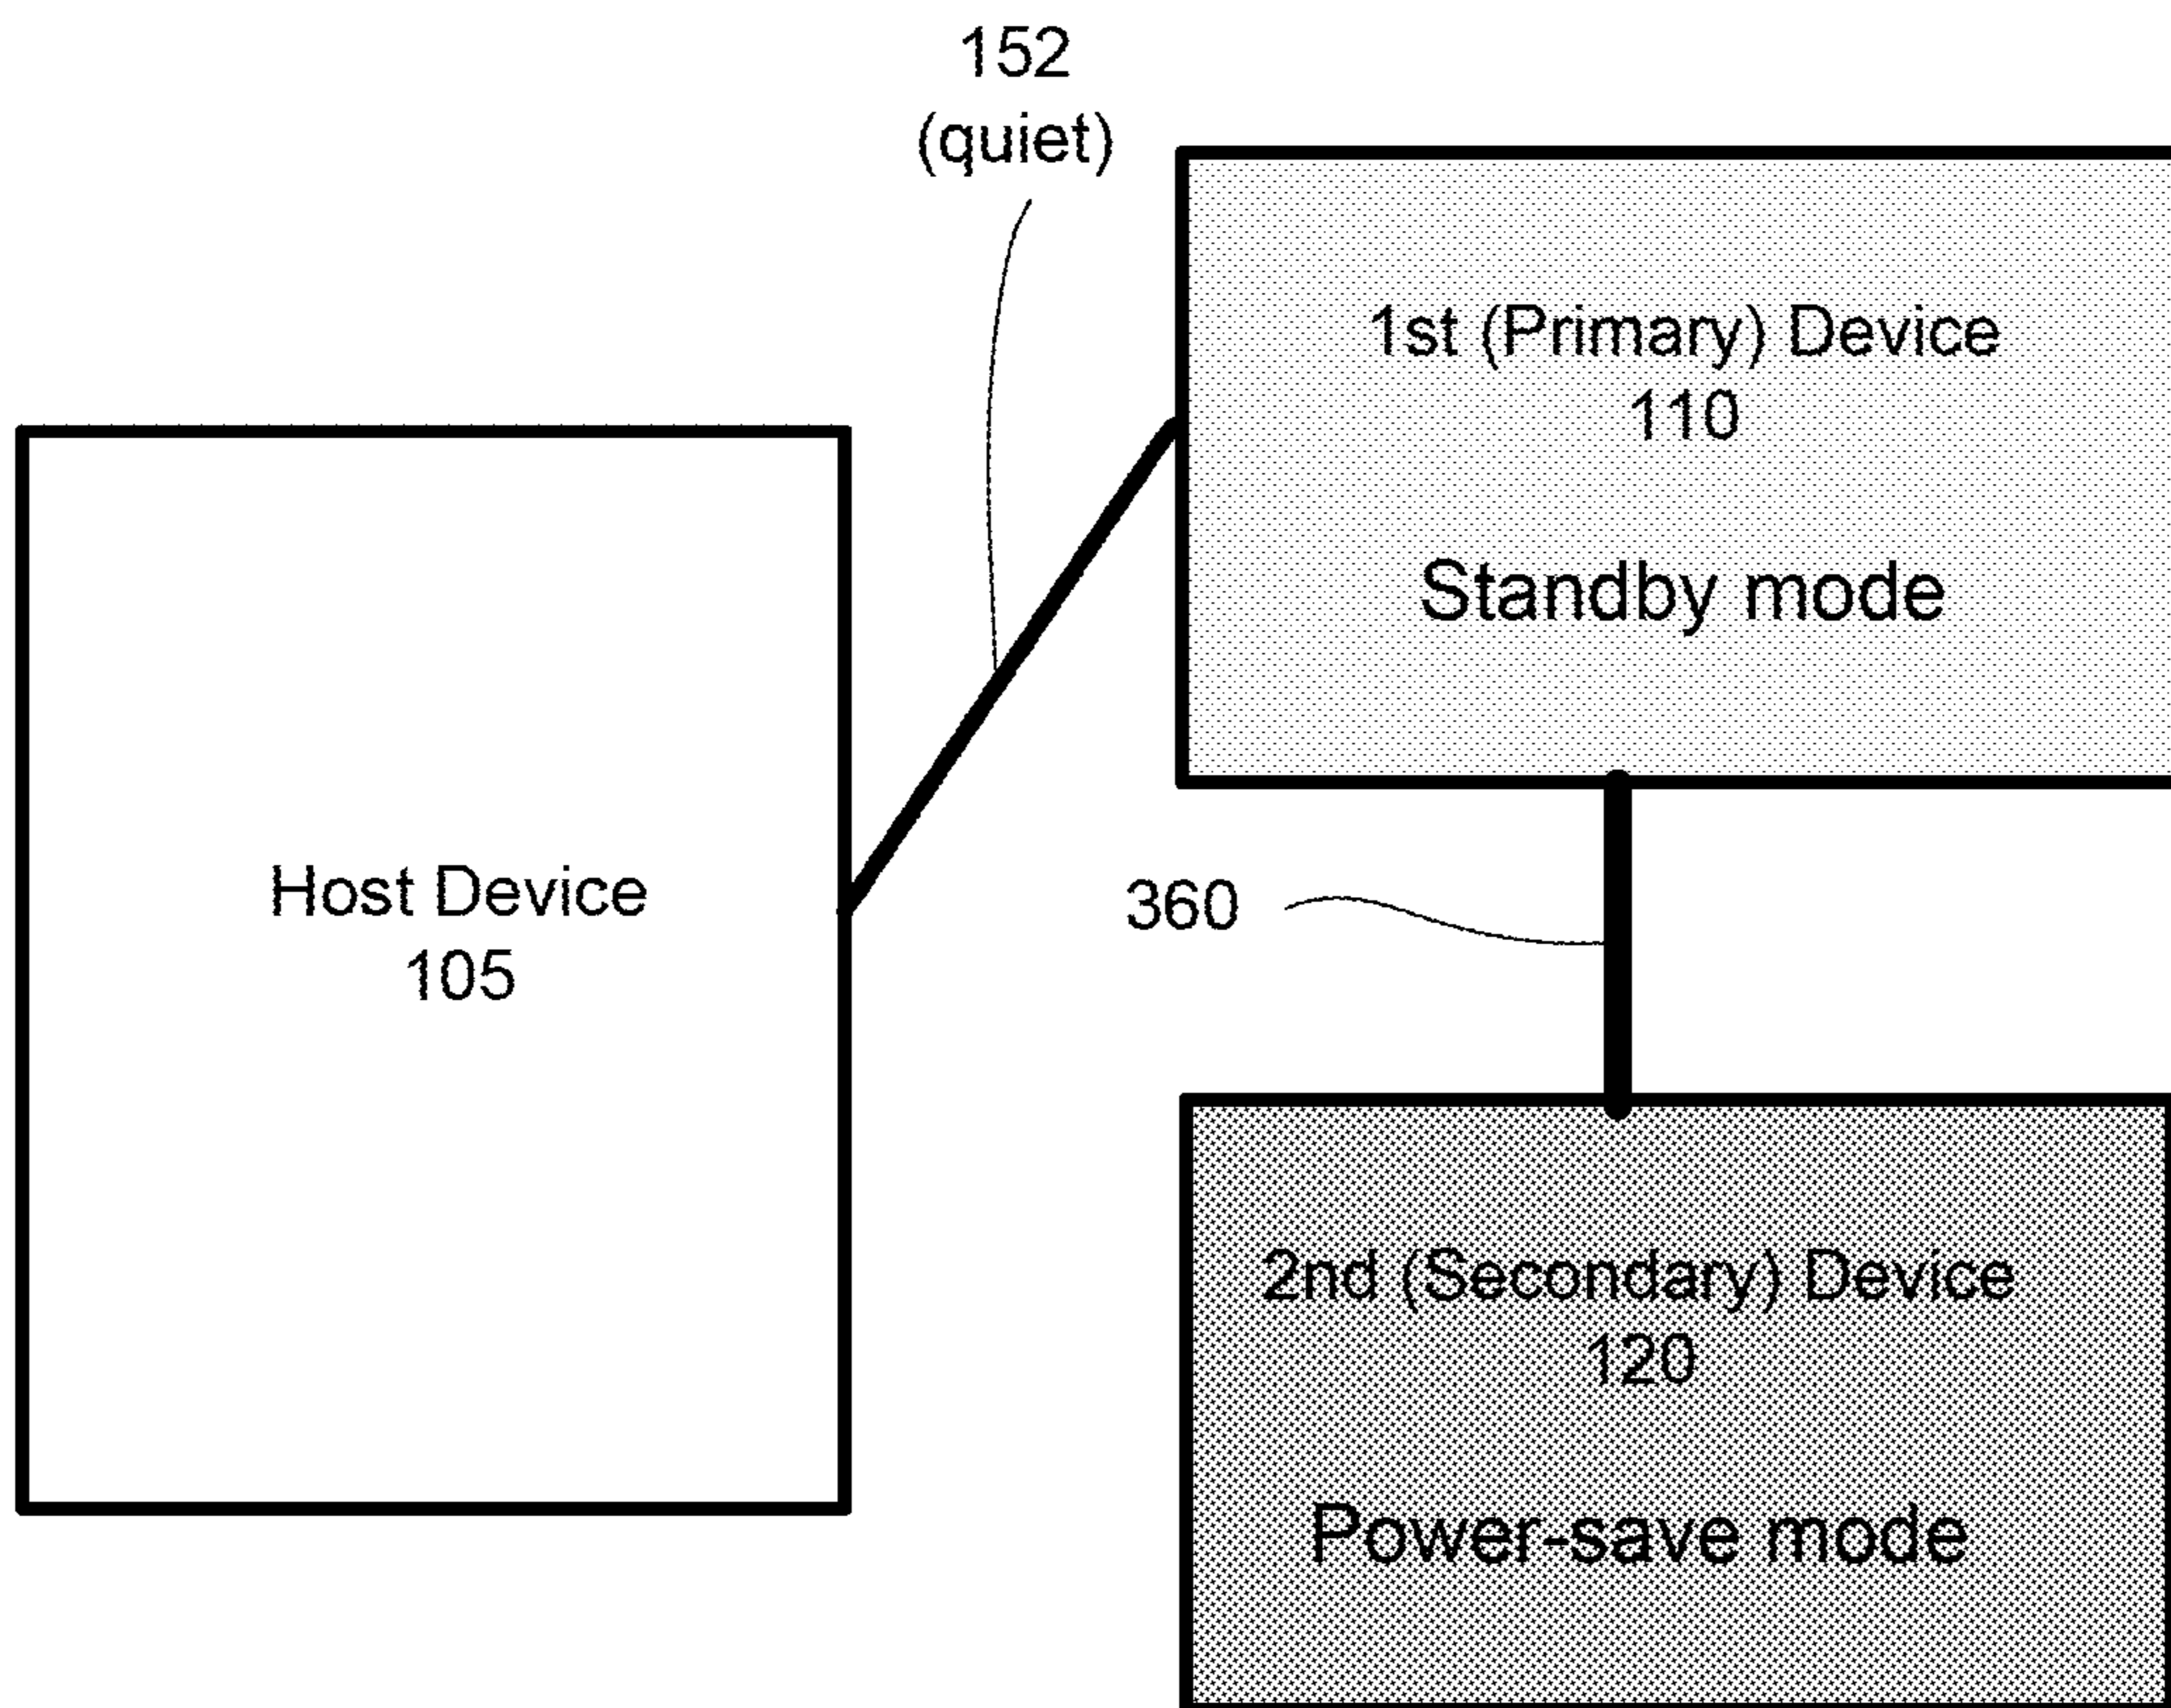 152
(quiet)
1st (Primary) Device
110
Standby mode
Host Device
105
360
2nd (Secondary) Device
120
Power-save mode